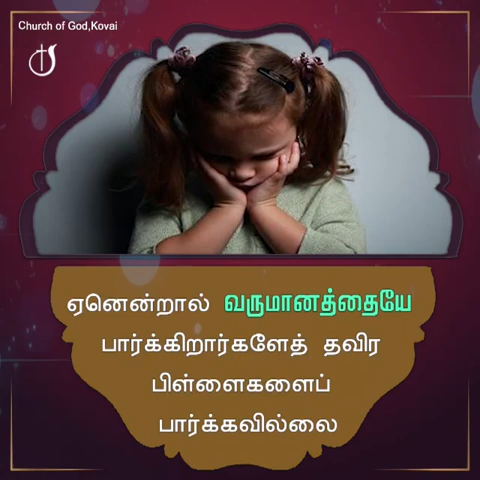 Church of God,Kovai
ஏனென்றால் வருமானத்தையே
பார்க்கிறார்களேத் தவிர
பிள்ளைகளைப்
பார்க்கவில்லை